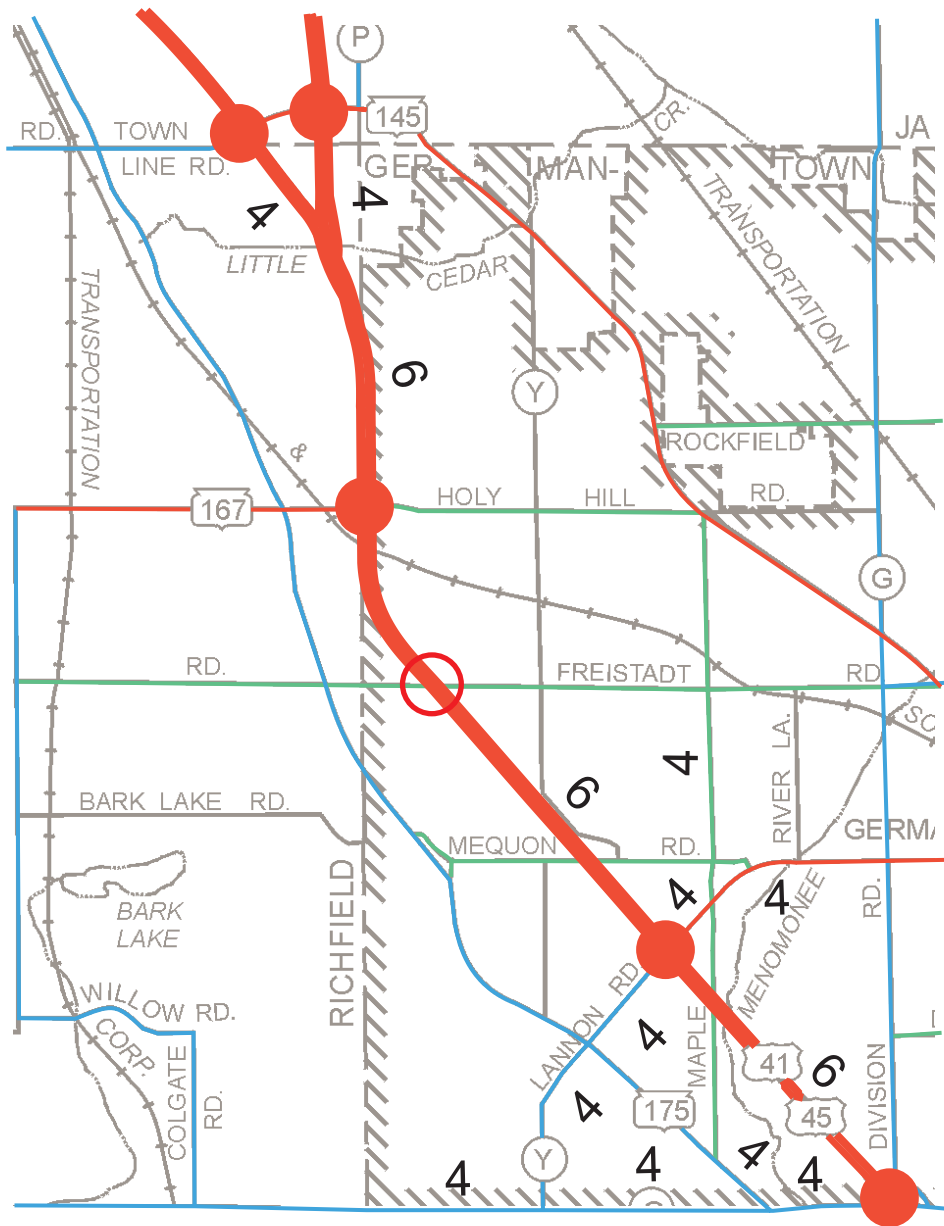 P
145
RD. TOWN
LINE RD.
GER
MAN-
TOWN
JA
CR.
4
4
LITTLE
CEDAR
TRANSPORTATION
TRANSPORTATION
6
Y
&
ROCKFIELD
RD.
167
HOLY HILL
G
RD.
FREISTADT
RD
SO
4
6
RIVER LA.
BARK LAKE RD.
MEQUON RD.
GERMA
4
4
BARK
LAKE
RICHFIELD
RD.
MENOMONEE
WILLOW RD.
CORP.
COLGATE
RD.
LANNON RD
4
MAPLE
41
6
45
DIVISION
4
175
Y
4
4
4
4